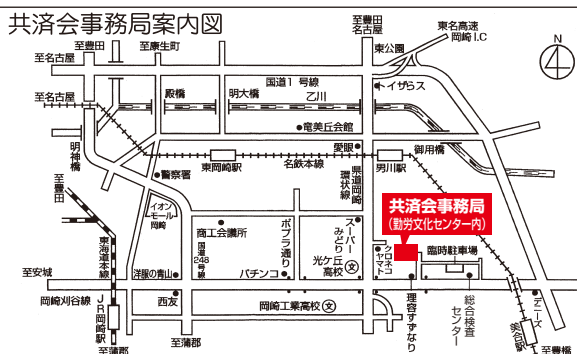 共済会事務局案内図
至豊田
至康生町
至豊田
名古屋
東名高速
岡崎I.C
N
東公園
至名古屋
国道1号線
トイザらス
至名古屋
殿橋
明大橋
乙川
竜美丘会館
愛眼
御用橋
明神橋
東岡崎駅
名鉄本線
男川駅
警察署
県道岡崎
環状線
至豊田
イオン
モール
岡崎
共済会事務局
(勤労文化センター内)
商工会議所
ポプラ通り
スーパー
みどり
東海道本線
国道248号線
光ケ丘
高校
文
クロネコ
ヤマト
臨時駐車場
至安城
洋服の青山
パチンコ
岡崎刈谷線
JR岡崎駅
西友
岡崎工業高校
文
理容すずなり
総合検査
センター
デニーズ
美合駅
至蒲郡
至蒲郡
至豊橋